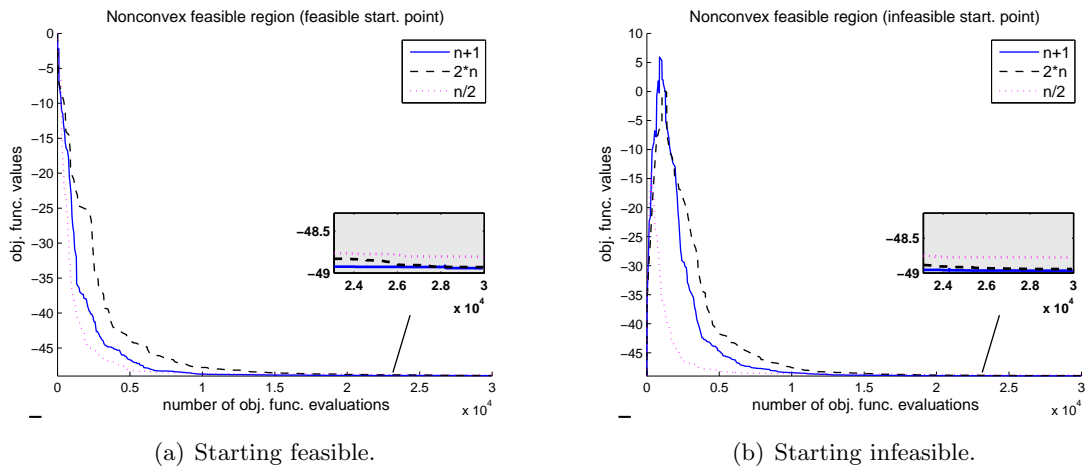 Nonconvex feasible region (feasible start. point)
0
−5
−10
−15
−20
−25
−30
−35
−40
−45
obj. func. values
n+1
2*n
n/2
−48.5
−49
2.4 2.6 2.8 3
x 10^4
0 0.5 1 1.5 2 2.5 3
x 10^4
number of obj. func. evaluations
(a) Starting feasible.
Nonconvex feasible region (infeasible start. point)
10
5
0
−5
−10
−15
−20
−25
−30
−35
−40
−45
obj. func. values
n+1
2*n
n/2
−48.5
−49
2.4 2.6 2.8 3
x 10^4
0 0.5 1 1.5 2 2.5 3
x 10^4
number of obj. func. evaluations
(b) Starting infeasible.